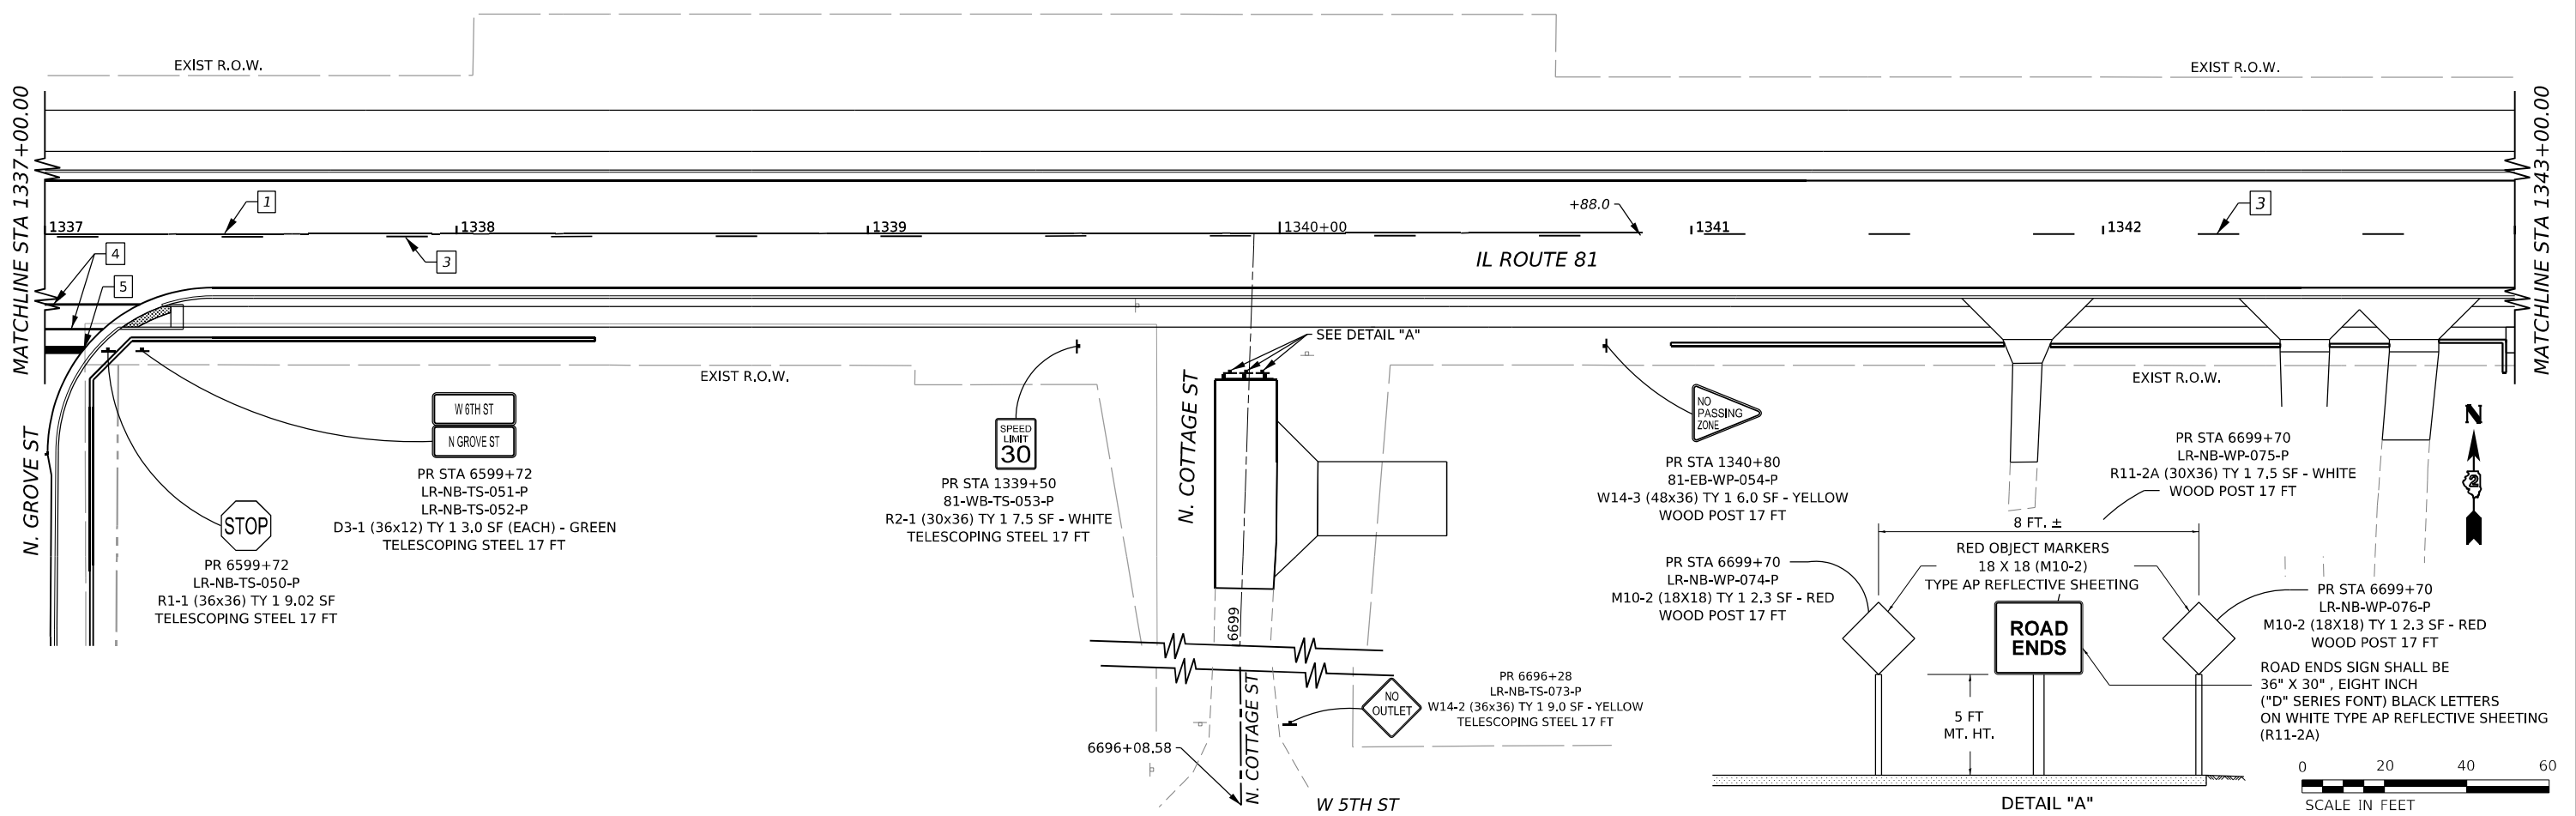 EXIST R.O.W.
EXIST R.O.W.
MATCHLINE STA 1337+00.00
MATCHLINE STA 1343+00.00
1
3
+88.0
1337
1338
1339
1340+00
1341
1342
3
IL ROUTE 81
4
5
SEE DETAIL "A"
EXIST R.O.W.
EXIST R.O.W.
N. GROVE ST
W 6TH ST
N GROVE ST
PR STA 6599+72
LR-NB-TS-051-P
LR-NB-TS-052-P
D3-1 (36x12) TY 1 3.0 SF (EACH) - GREEN
TELESCOPING STEEL 17 FT
STOP
PR 6599+72
LR-NB-TS-050-P
R1-1 (36x36) TY 1 9.02 SF
TELESCOPING STEEL 17 FT
SPEED
LIMIT
30
PR STA 1339+50
81-WB-TS-053-P
R2-1 (30x36) TY 1 7.5 SF - WHITE
TELESCOPING STEEL 17 FT
N. COTTAGE ST
6699
NO
PASSING
ZONE
PR STA 1340+80
81-EB-WP-054-P
W14-3 (48x36) TY 1 6.0 SF - YELLOW
WOOD POST 17 FT
PR STA 6699+70
LR-NB-WP-075-P
R11-2A (30X36) TY 1 7.5 SF - WHITE
WOOD POST 17 FT
N
2
8 FT. ±
RED OBJECT MARKERS
18 X 18 (M10-2)
TYPE AP REFLECTIVE SHEETING
PR STA 6699+70
LR-NB-WP-074-P
M10-2 (18X18) TY 1 2.3 SF - RED
WOOD POST 17 FT
ROAD
ENDS
PR STA 6699+70
LR-NB-WP-076-P
M10-2 (18X18) TY 1 2.3 SF - RED
WOOD POST 17 FT
ROAD ENDS SIGN SHALL BE
36" X 30" , EIGHT INCH
("D" SERIES FONT) BLACK LETTERS
ON WHITE TYPE AP REFLECTIVE SHEETING
(R11-2A)
5 FT
MT. HT.
NO
OUTLET
PR 6696+28
LR-NB-TS-073-P
W14-2 (36x36) TY 1 9.0 SF - YELLOW
TELESCOPING STEEL 17 FT
6696+08.58
N. COTTAGE ST
W 5TH ST
DETAIL "A"
0 20 40 60
SCALE IN FEET